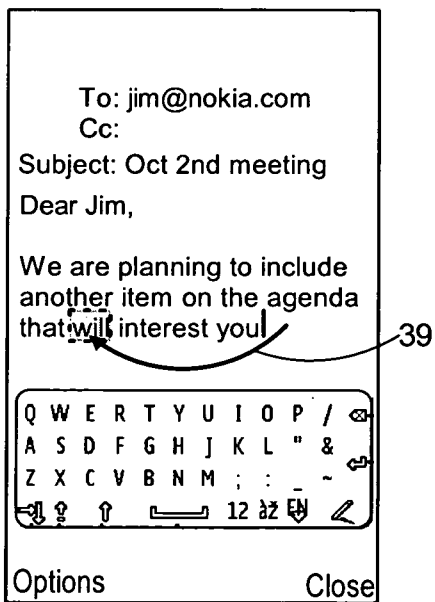 To: jim@nokia.com
Cc:
Subject: Oct 2nd meeting
Dear Jim,
We are planning to include
another item on the agenda
that will interest you
39
Q W E R T Y U I O P /
A S D F G H J K L " &
Z X C V B N M ; : _ ~
12 àž EN
Options Close